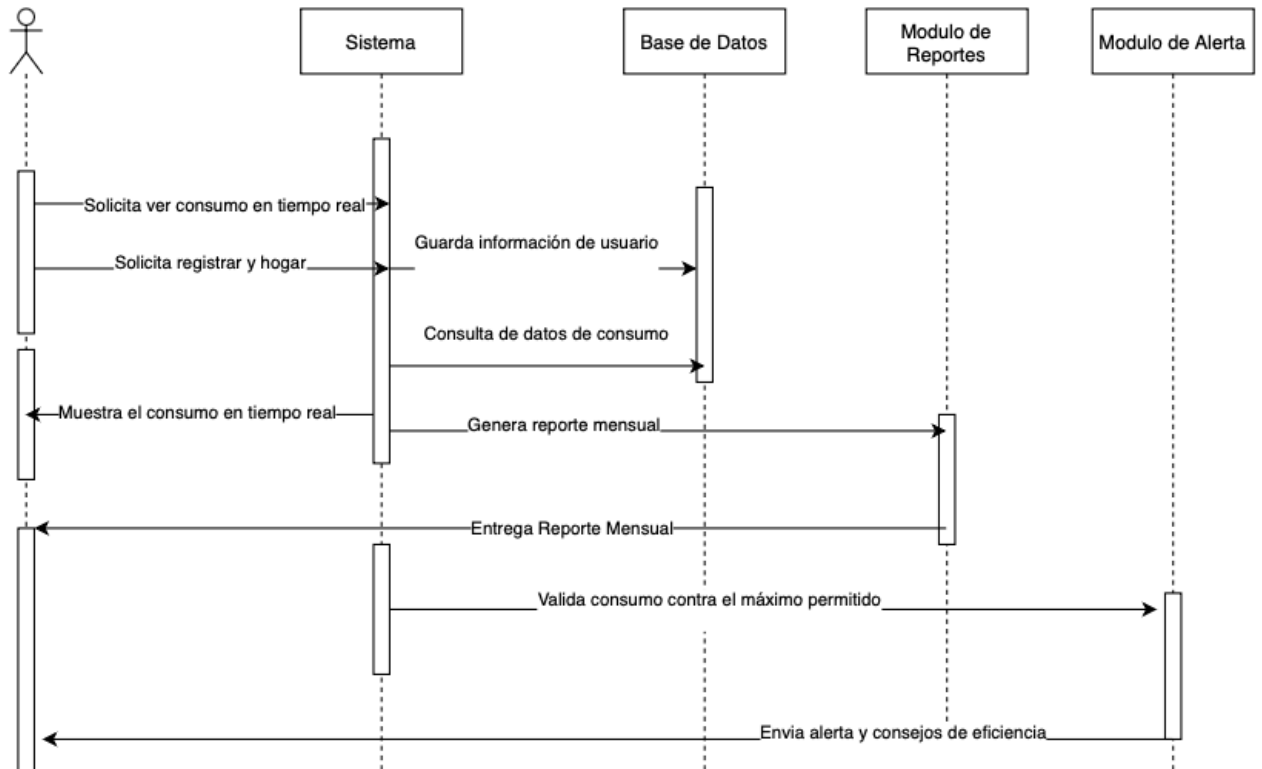 Sistema
Base de Datos
Modulo de
Reportes
Modulo de Alerta
Solicita ver consumo en tiempo real
Guarda información de usuario
Solicita registrar y hogar
Consulta de datos de consumo
Muestra el consumo en tiempo real
Genera reporte mensual
Entrega Reporte Mensual
Valida consumo contra el máximo permitido
Envia alerta y consejos de eficiencia